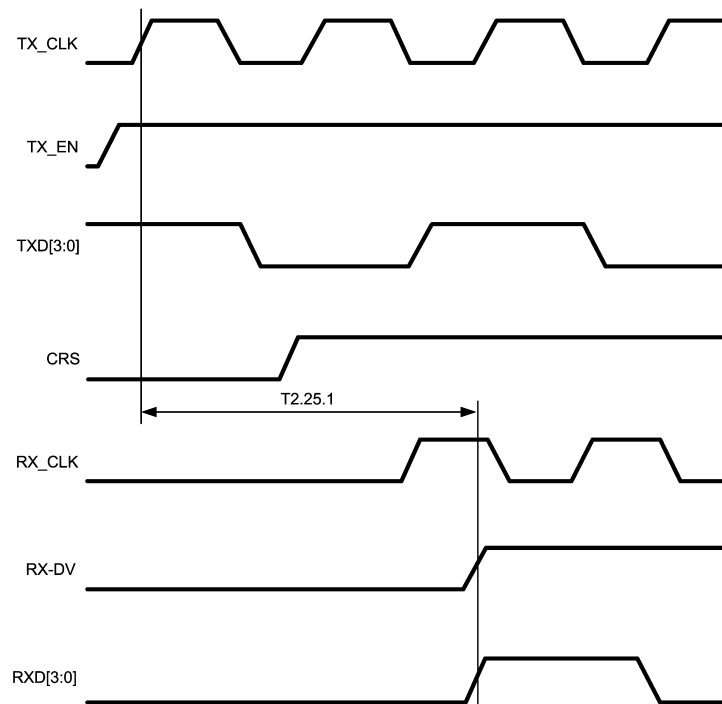 TX_CLK
TX_EN
TXD[3:0]
CRS
T2.25.1
RX_CLK
RX-DV
RXD[3:0]